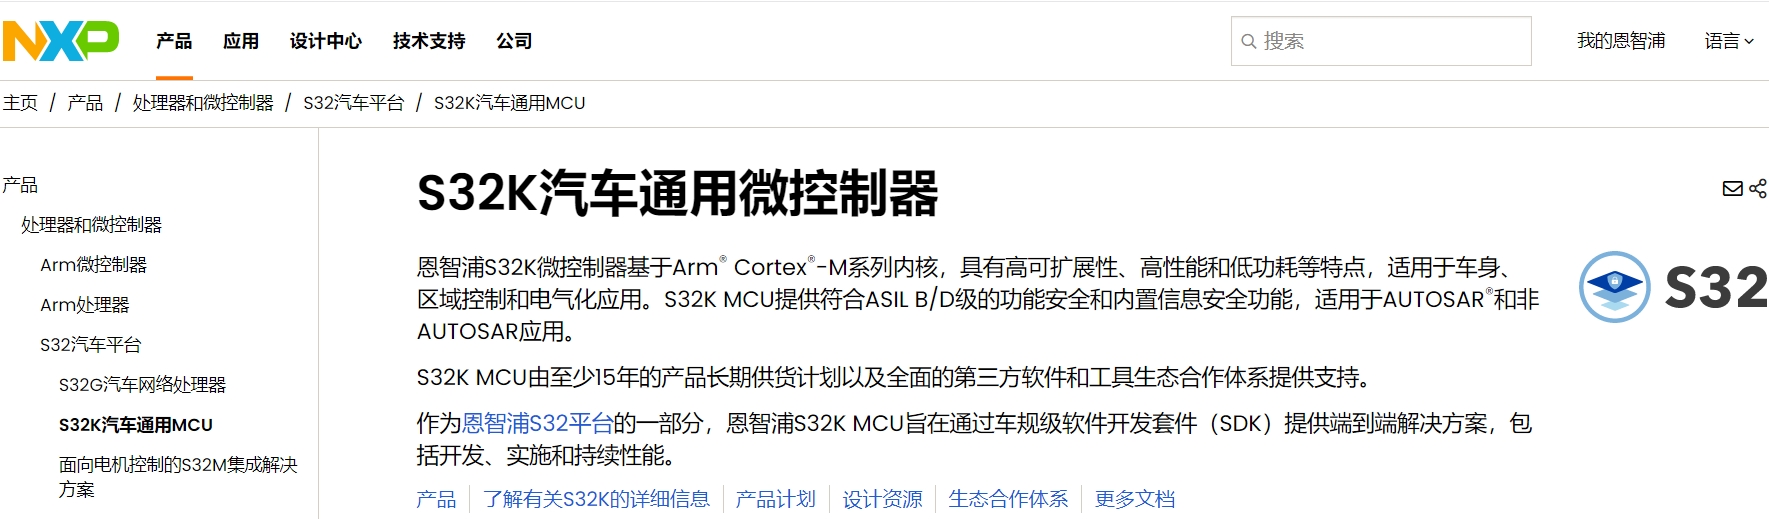 NXP 产品 应用 设计中心 技术支持 公司 搜索 我的恩智浦 语言
主页 / 产品 / 处理器和微控制器 / S32汽车平台 / S32K汽车通用MCU
产品
处理器和微控制器
Arm微控制器
Arm处理器
S32汽车平台
S32G汽车网络处理器
S32K汽车通用MCU
面向电机控制的S32M集成解决
方案
S32K汽车通用微控制器
恩智浦S32K微控制器基于Arm® Cortex®-M系列内核，具有高可扩展性、高性能和低功耗等特点，适用于车身、
区域控制和电气化应用。S32K MCU提供符合ASIL B/D级的功能安全和内置信息安全功能，适用于AUTOSAR®和非
AUTOSAR应用。
S32K MCU由至少15年的产品长期供货计划以及全面的第三方软件和工具生态合作体系提供支持。
作为恩智浦S32平台的一部分，恩智浦S32K MCU旨在通过车规级软件开发套件（SDK）提供端到端解决方案，包
括开发、实施和持续性能。
产品 了解有关S32K的详细信息 产品计划 设计资源 生态合作体系 更多文档
S32